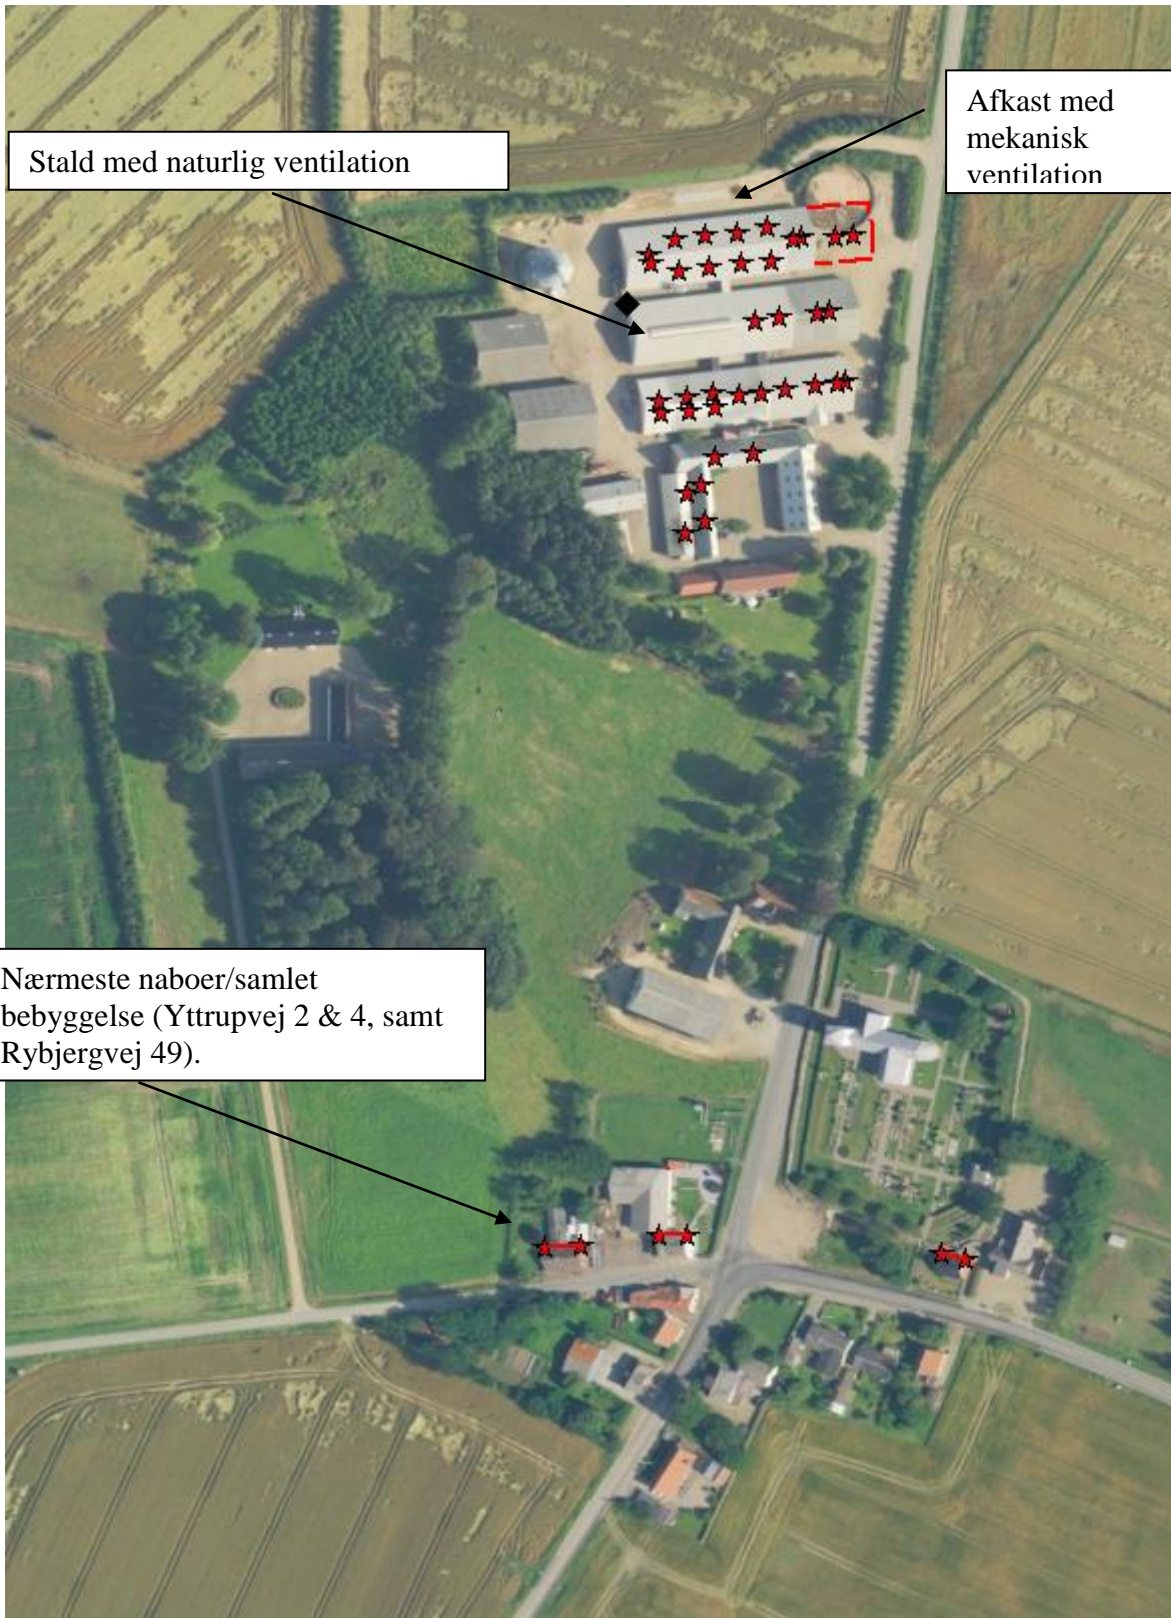 Stald med naturlig ventilation
Afkast med
mekanisk
ventilation
Nærmeste naboer/samlet
bebyggelse (Yttrupvej 2 & 4, samt
Rybjergvej 49).